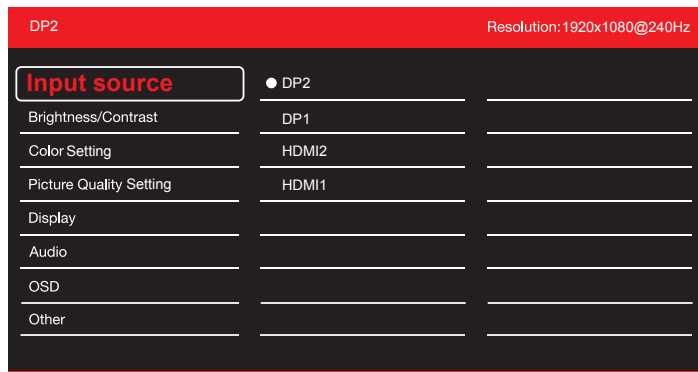 DP2 Resolution:1920x1080@240Hz
Input source DP2
Brightness/Contrast DP1
Color Setting HDMI2
Picture Quality Setting HDMI1
Display
Audio
OSD
Other